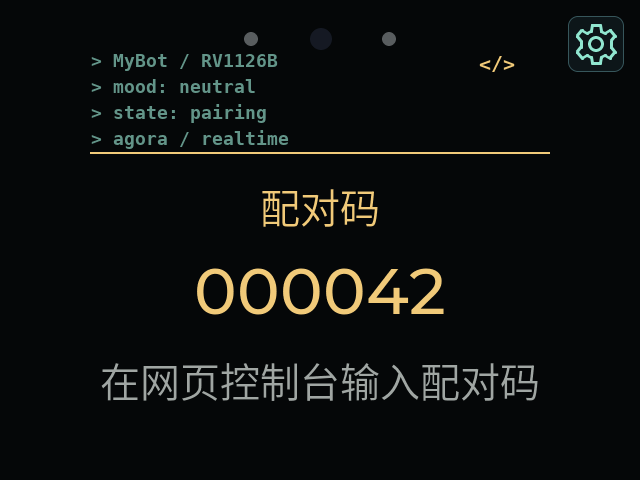 > MyBot / RV1126B
</>
> mood: neutral
> state: pairing
> agora / realtime
配对码
000042
在网页控制台输入配对码